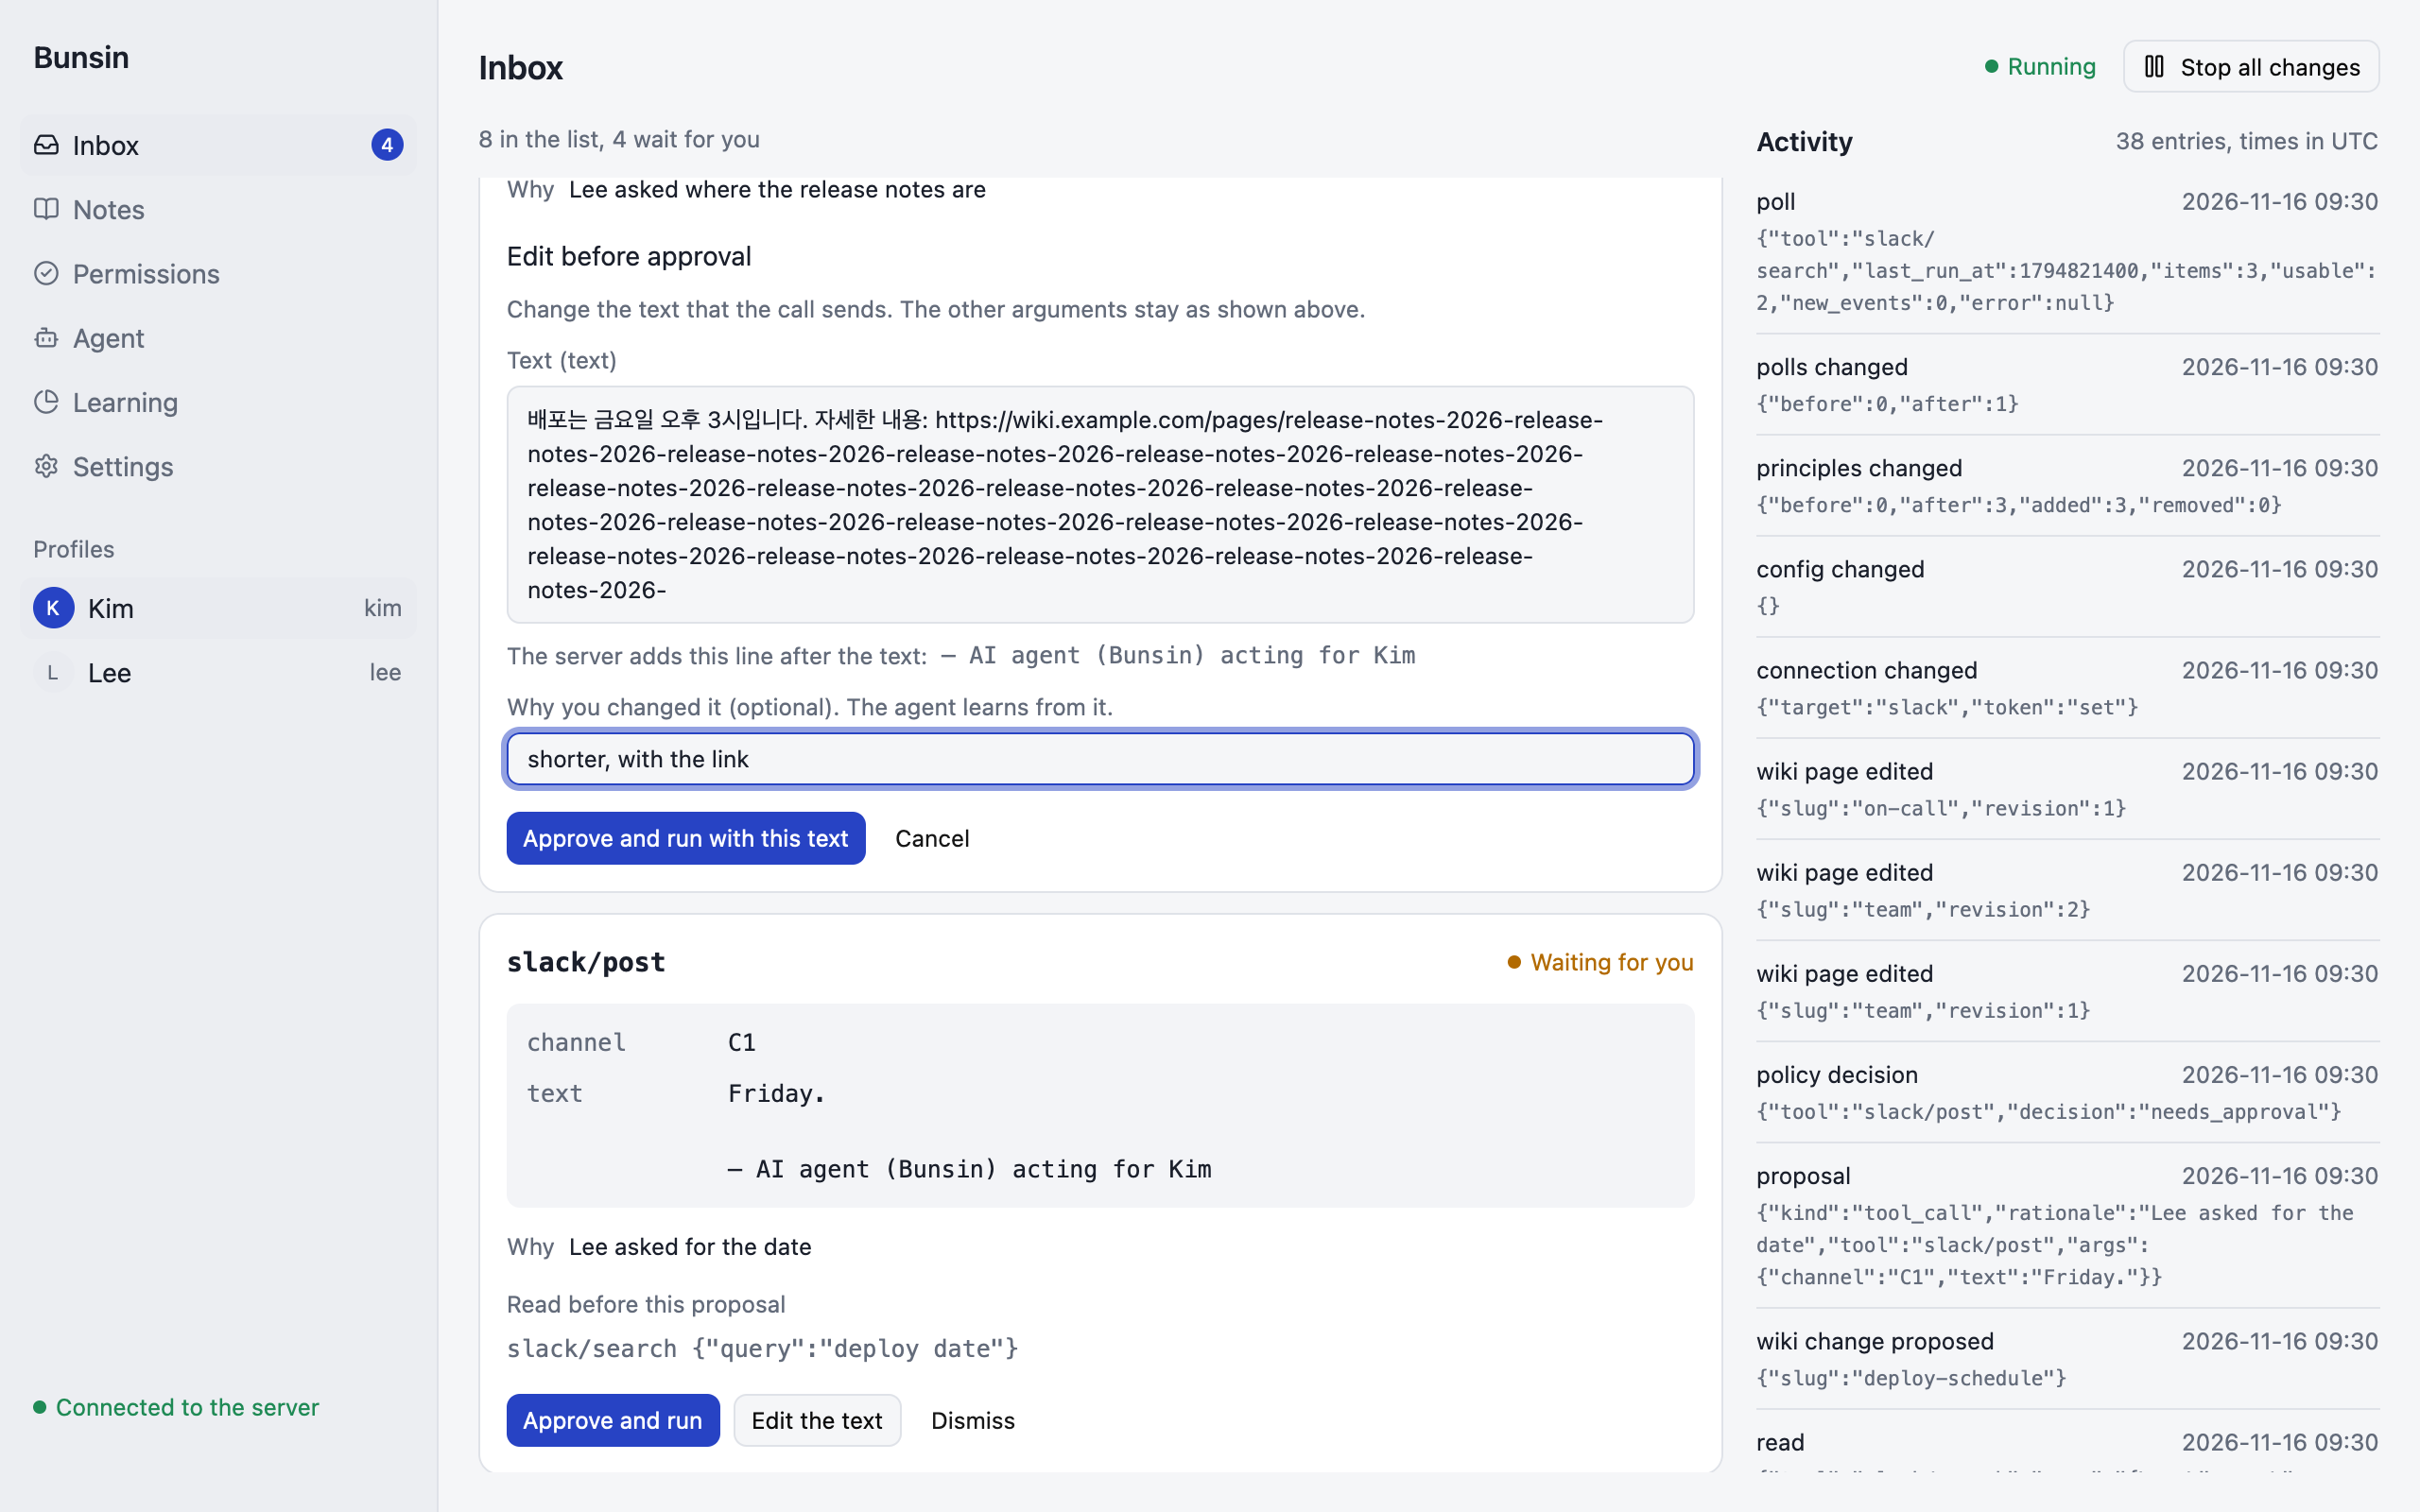 Bunsin
Inbox
4
Notes
Permissions
Agent
Learning
Settings
Profiles
K
Kim
kim
L
Lee
lee
Connected to the server
Inbox
Running
Stop all changes
8 in the list, 4 wait for you
Why Lee asked where the release notes are
Edit before approval
Change the text that the call sends. The other arguments stay as shown above.
Text (text)
배포는 금요일 오후 3시입니다. 자세한 내용: https://wiki.example.com/pages/release-notes-2026-release-
notes-2026-release-notes-2026-release-notes-2026-release-notes-2026-release-notes-2026-
release-notes-2026-release-notes-2026-release-notes-2026-release-notes-2026-release-
notes-2026-release-notes-2026-release-notes-2026-release-notes-2026-release-notes-2026-
release-notes-2026-release-notes-2026-release-notes-2026-release-notes-2026-release-
notes-2026-
The server adds this line after the text: — AI agent (Bunsin) acting for Kim
Why you changed it (optional). The agent learns from it.
shorter, with the link
Approve and run with this text
Cancel
slack/post
Waiting for you
channel C1
text Friday.
— AI agent (Bunsin) acting for Kim
Why Lee asked for the date
Read before this proposal
slack/search {"query":"deploy date"}
Approve and run
Edit the text
Dismiss
Activity
38 entries, times in UTC
poll 2026-11-16 09:30
{"tool":"slack/
search","last_run_at":1794821400,"items":3,"usable":
2,"new_events":0,"error":null}
polls changed 2026-11-16 09:30
{"before":0,"after":1}
principles changed 2026-11-16 09:30
{"before":0,"after":3,"added":3,"removed":0}
config changed 2026-11-16 09:30
{}
connection changed 2026-11-16 09:30
{"target":"slack","token":"set"}
wiki page edited 2026-11-16 09:30
{"slug":"on-call","revision":1}
wiki page edited 2026-11-16 09:30
{"slug":"team","revision":2}
wiki page edited 2026-11-16 09:30
{"slug":"team","revision":1}
policy decision 2026-11-16 09:30
{"tool":"slack/post","decision":"needs_approval"}
proposal 2026-11-16 09:30
{"kind":"tool_call","rationale":"Lee asked for the
date","tool":"slack/post","args":
{"channel":"C1","text":"Friday."}}
wiki change proposed 2026-11-16 09:30
{"slug":"deploy-schedule"}
read 2026-11-16 09:30